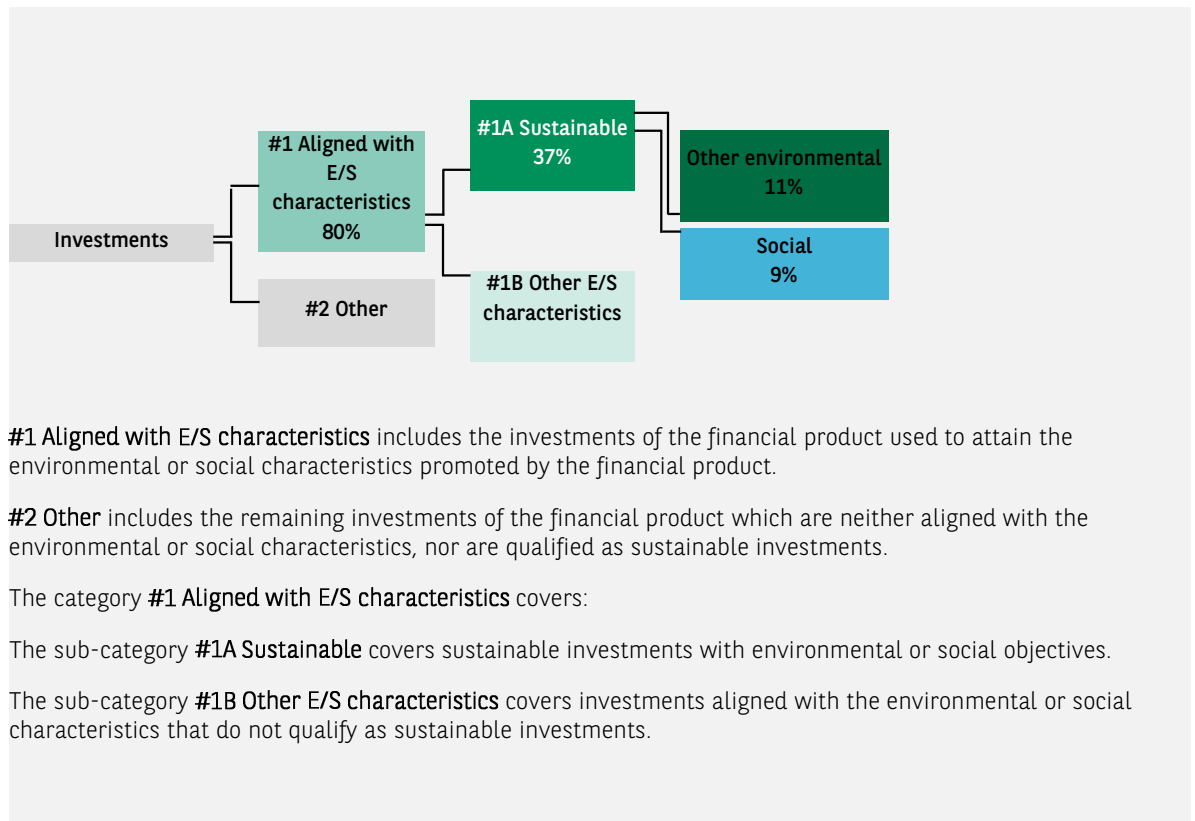 #1A Sustainable
37%
#1 Aligned with
E/S
characteristics
80%
Other environmental
11%
Investments
Social
9%
#1B Other E/S
characteristics
#2 Other
#1 Aligned with E/S characteristics includes the investments of the financial product used to attain the
environmental or social characteristics promoted by the financial product.
#2 Other includes the remaining investments of the financial product which are neither aligned with the
environmental or social characteristics, nor are qualified as sustainable investments.
The category #1 Aligned with E/S characteristics covers:
The sub-category #1A Sustainable covers sustainable investments with environmental or social objectives.
The sub-category #1B Other E/S characteristics covers investments aligned with the environmental or social
characteristics that do not qualify as sustainable investments.